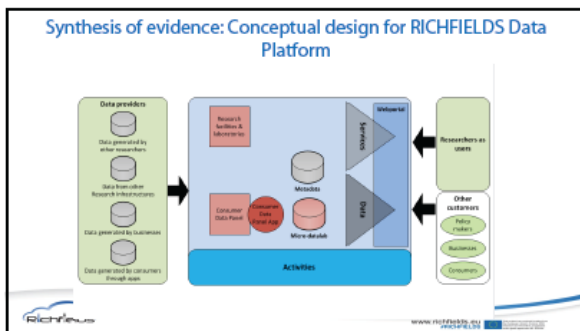 Synthesis of evidence: Conceptual design for RICHFIELDS Data
Platform
Data providers
Data generated by
other researchers
Data from other
Research infrastructures
Data generated by businesses
Data generated by consumers
through apps
Research
facilities &
laboratories
Consumer
Data Panel
Consumer
Data
Panel App
Metadata
Micro datalab
Services
Data
Webportal
Activities
Researchers as
users
Other
customers
Policy
makers
Businesses
Consumers
Richfields
www.richfields.eu
#RICHFIELDS